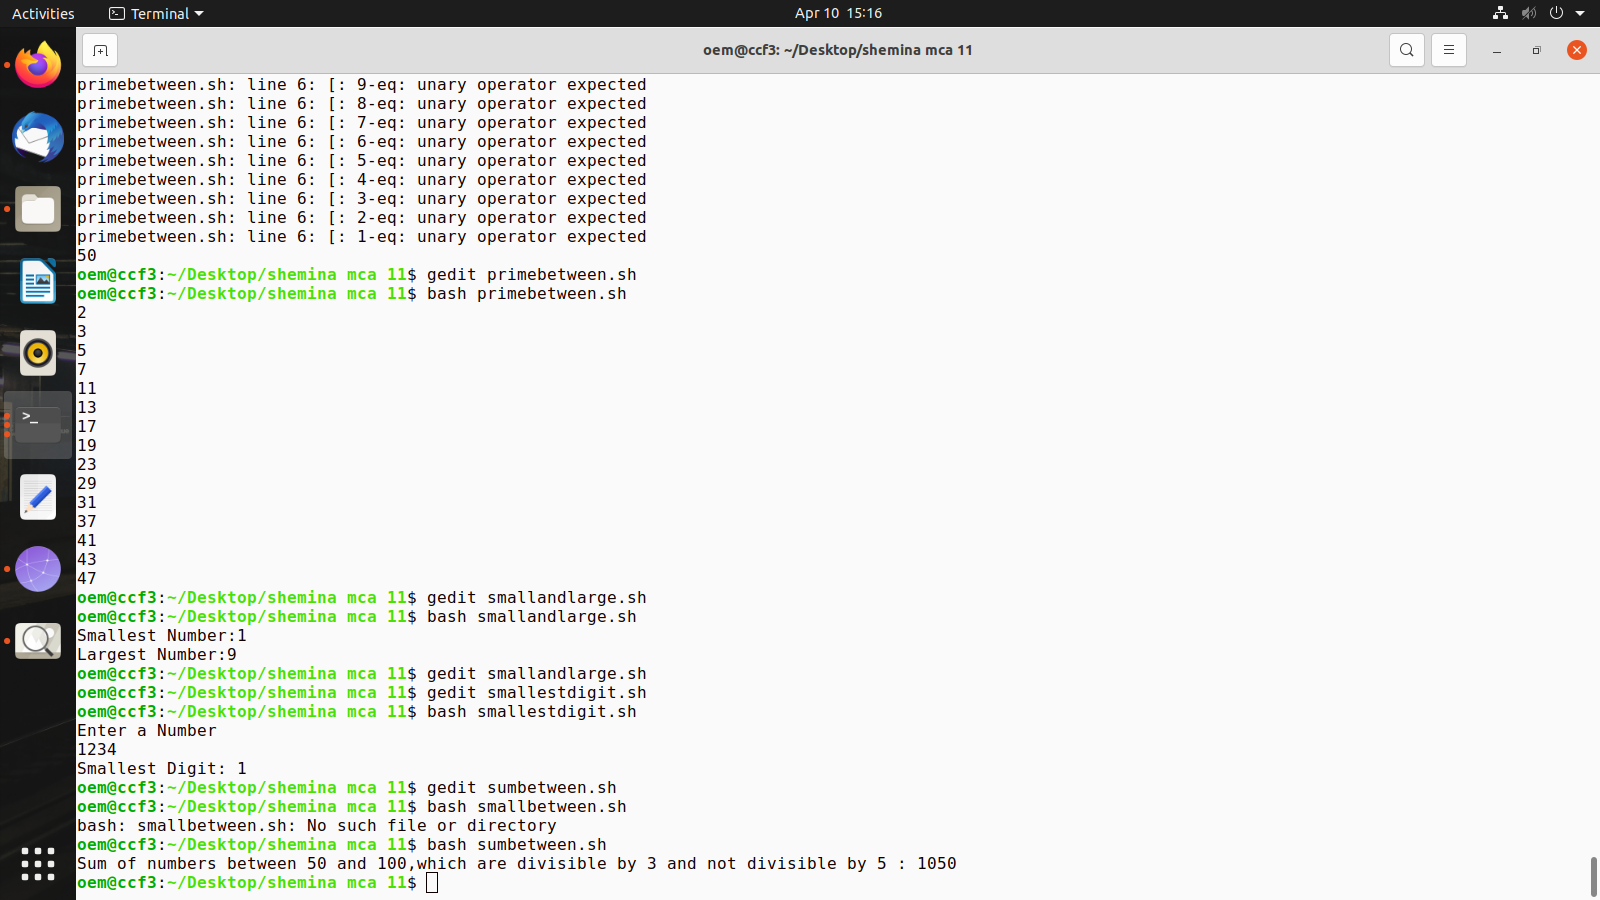 Activities Terminal Apr 10 15:16
oem@ccf3: ~/Desktop/shemina mca 11
primebetween.sh: line 6: [: 9-eq: unary operator expected
primebetween.sh: line 6: [: 8-eq: unary operator expected
primebetween.sh: line 6: [: 7-eq: unary operator expected
primebetween.sh: line 6: [: 6-eq: unary operator expected
primebetween.sh: line 6: [: 5-eq: unary operator expected
primebetween.sh: line 6: [: 4-eq: unary operator expected
primebetween.sh: line 6: [: 3-eq: unary operator expected
primebetween.sh: line 6: [: 2-eq: unary operator expected
primebetween.sh: line 6: [: 1-eq: unary operator expected
50
oem@ccf3:~/Desktop/shemina mca 11$ gedit primebetween.sh
oem@ccf3:~/Desktop/shemina mca 11$ bash primebetween.sh
2
3
5
7
11
13
17
19
23
29
31
37
41
43
47
oem@ccf3:~/Desktop/shemina mca 11$ gedit smallandlarge.sh
oem@ccf3:~/Desktop/shemina mca 11$ bash smallandlarge.sh
Smallest Number:1
Largest Number:9
oem@ccf3:~/Desktop/shemina mca 11$ gedit smallandlarge.sh
oem@ccf3:~/Desktop/shemina mca 11$ gedit smallestdigit.sh
oem@ccf3:~/Desktop/shemina mca 11$ bash smallestdigit.sh
Enter a Number
1234
Smallest Digit: 1
oem@ccf3:~/Desktop/shemina mca 11$ gedit sumbetween.sh
oem@ccf3:~/Desktop/shemina mca 11$ bash smallbetween.sh
bash: smallbetween.sh: No such file or directory
oem@ccf3:~/Desktop/shemina mca 11$ bash sumbetween.sh
Sum of numbers between 50 and 100,which are divisible by 3 and not divisible by 5 : 1050
oem@ccf3:~/Desktop/shemina mca 11$